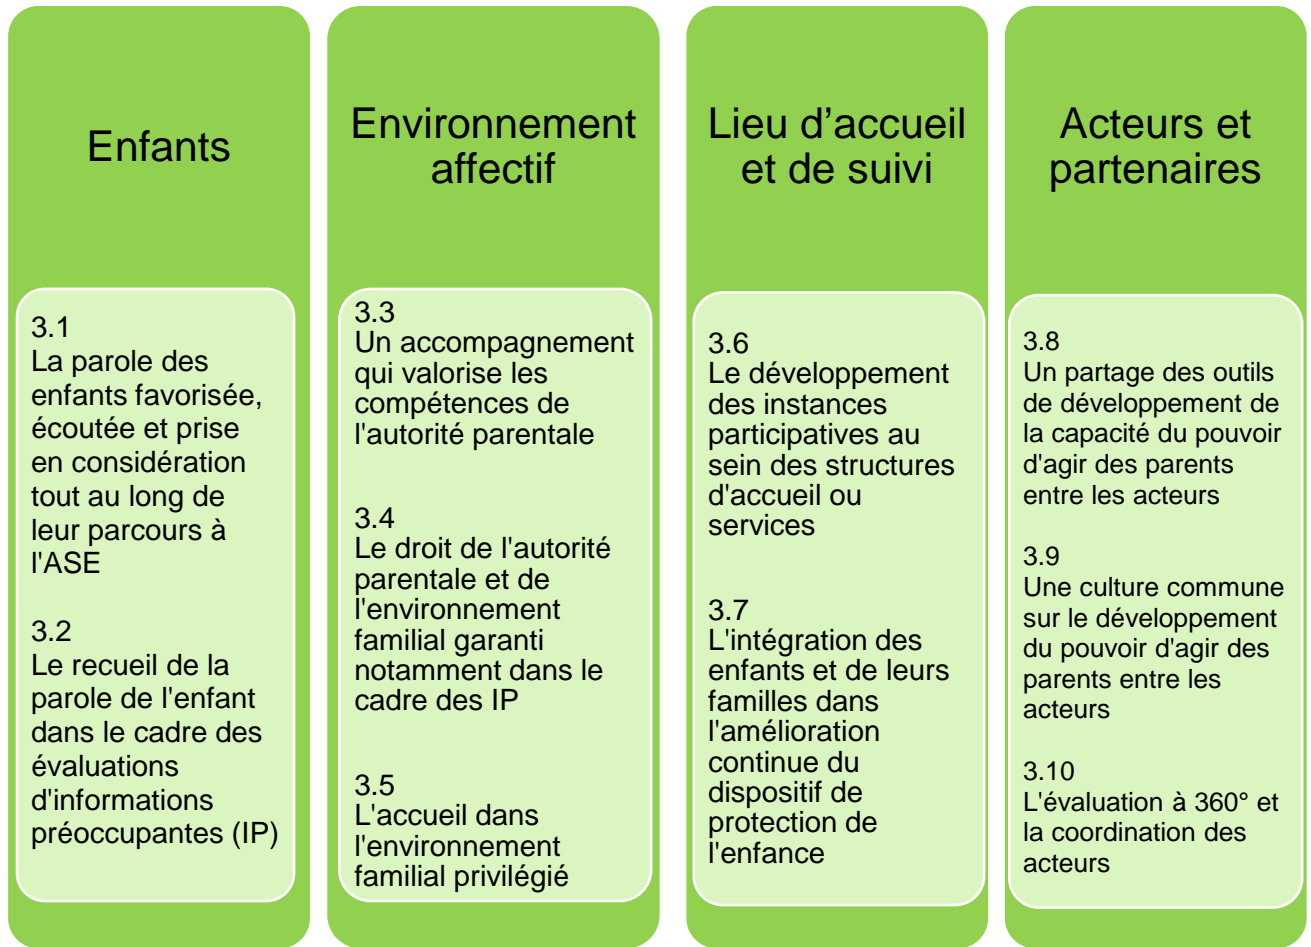 Enfants
3.1
La parole des
enfants favorisée,
écoutée et prise
en considération
tout au long de
leur parcours à
l'ASE
3.2
Le recueil de la
parole de l'enfant
dans le cadre des
évaluations
d'informations
préoccupantes (IP)
Environnement
affectif
3.3
Un accompagnement
qui valorise les
compétences de
l'autorité parentale
3.4
Le droit de l'autorité
parentale et de
l'environnement
familial garanti
notamment dans le
cadre des IP
3.5
L'accueil dans
l'environnement
familial privilégié
Lieu d’accueil
et de suivi
3.6
Le développement
des instances
participatives au
sein des structures
d'accueil ou
services
3.7
L'intégration des
enfants et de leurs
familles dans
l'amélioration
continue du
dispositif de
protection de
l'enfance
Acteurs et
partenaires
3.8
Un partage des outils
de développement de
la capacité du pouvoir
d'agir des parents
entre les acteurs
3.9
Une culture commune
sur le développement
du pouvoir d'agir des
parents entre les
acteurs
3.10
L'évaluation à 360° et
la coordination des
acteurs